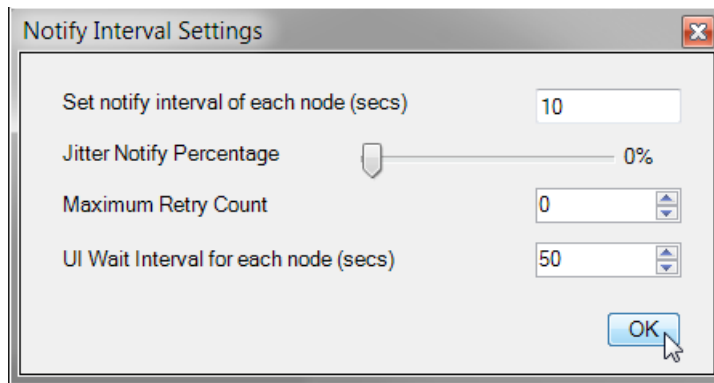 Notify Interval Settings
Set notify interval of each node (secs) 10
Jitter Notify Percentage 0%
Maximum Retry Count 0
UI Wait Interval for each node (secs) 50
OK